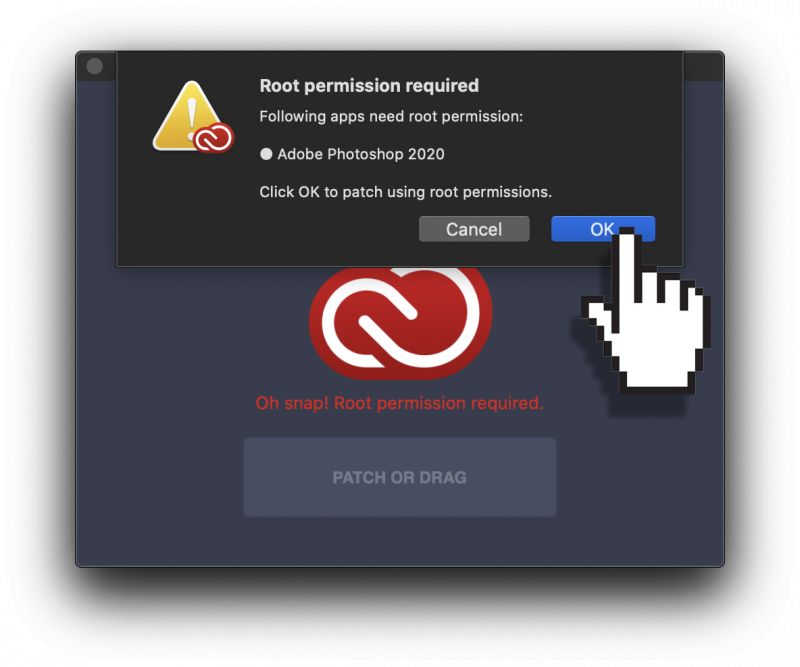 Root permission required
Following apps need root permission:
Adobe Photoshop 2020
Click OK to patch using root permissions.
Cancel OK
Oh snap! Root permission required.
PATCH OR DRAG